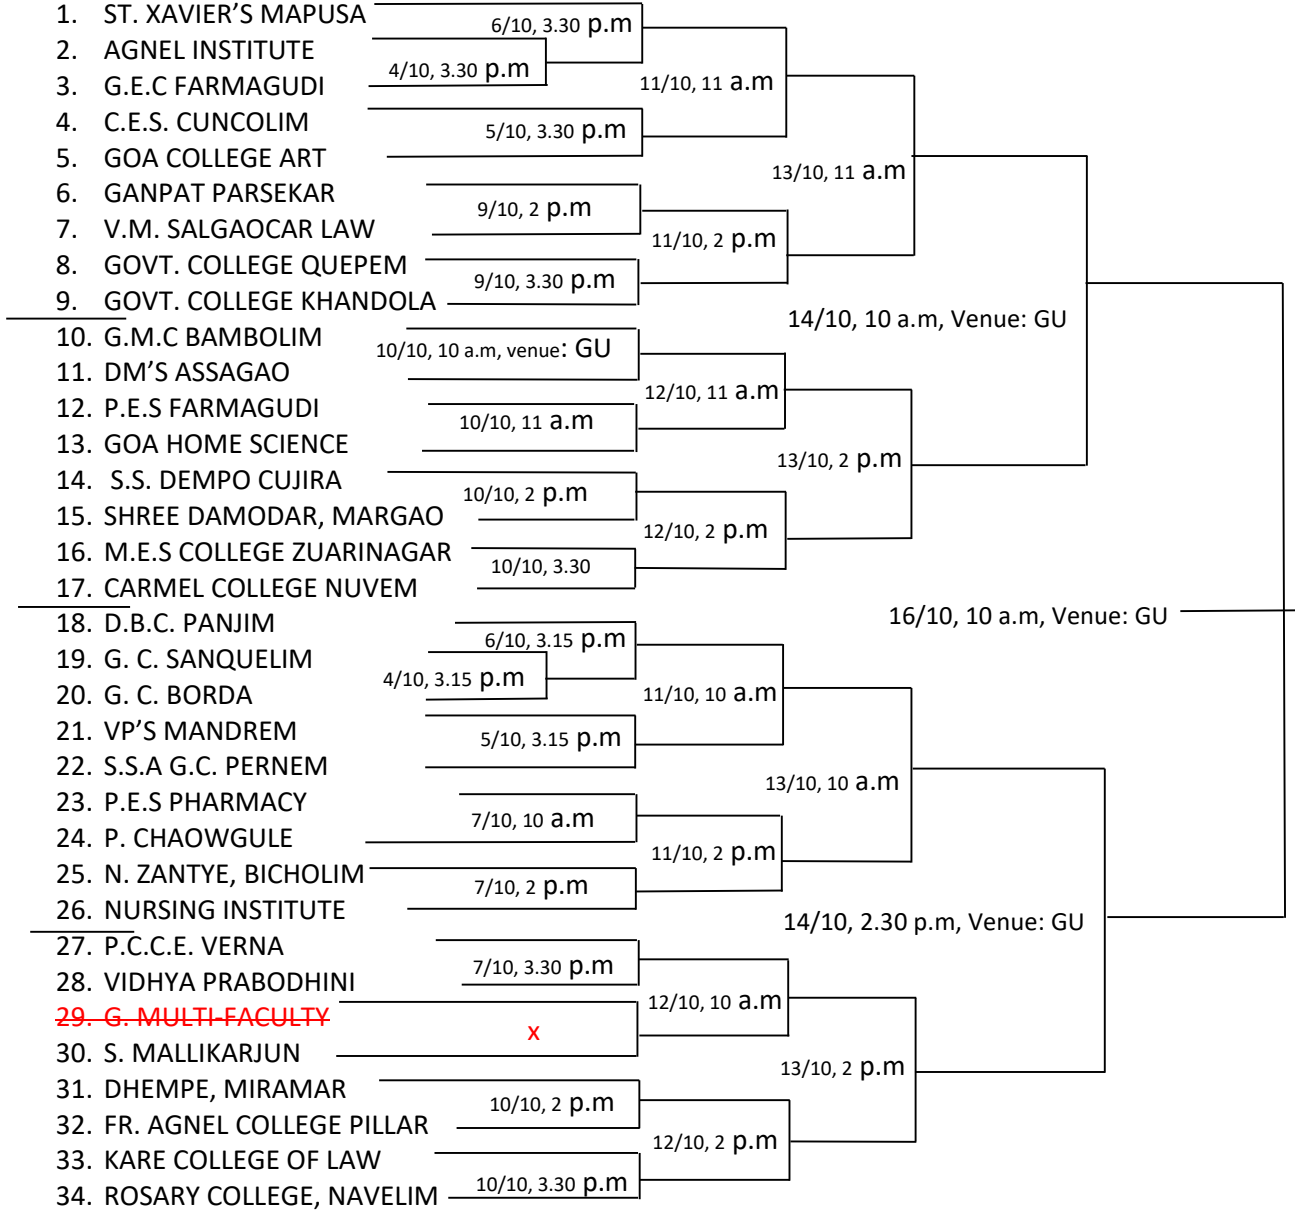 1. ST. XAVIER'S MAPUSA
6/10, 3.30 p.m
2. AGNEL INSTITUTE
4/10, 3.30 p.m
3. G.E.C FARMAGUDI
11/10, 11 a.m
4. C.E.S. CUNCOLIM
5/10, 3.30 p.m
5. GOA COLLEGE ART
13/10, 11 a.m
6. GANPAT PARSEKAR
9/10, 2 p.m
7. V.M. SALGAOCAR LAW
11/10, 2 p.m
8. GOVT. COLLEGE QUEPEM
9/10, 3.30 p.m
9. GOVT. COLLEGE KHANDOLA
14/10, 10 a.m, Venue: GU
10. G.M.C BAMBOLIM
10/10, 10 a.m, venue: GU
11. DM'S ASSAGAO
12/10, 11 a.m
12. P.E.S FARMAGUDI
10/10, 11 a.m
13. GOA HOME SCIENCE
13/10, 2 p.m
14. S.S. DEMPO CUJIRA
10/10, 2 p.m
15. SHREE DAMODAR, MARGAO
12/10, 2 p.m
16. M.E.S COLLEGE ZUARINAGAR
10/10, 3.30
17. CARMEL COLLEGE NUVEM
16/10, 10 a.m, Venue: GU
18. D.B.C. PANJIM
6/10, 3.15 p.m
19. G. C. SANQUELIM
4/10, 3.15 p.m
20. G. C. BORDA
11/10, 10 a.m
21. VP'S MANDREM
5/10, 3.15 p.m
22. S.S.A G.C. PERNEM
13/10, 10 a.m
23. P.E.S PHARMACY
7/10, 10 a.m
24. P. CHAOWGULE
11/10, 2 p.m
25. N. ZANTYE, BICHOLIM
7/10, 2 p.m
26. NURSING INSTITUTE
14/10, 2.30 p.m, Venue: GU
27. P.C.C.E. VERNA
7/10, 3.30 p.m
28. VIDHYA PRABODHINI
12/10, 10 a.m
29. G. MULTI-FACULTY
x
30. S. MALLIKARJUN
13/10, 2 p.m
31. DHEMPE, MIRAMAR
10/10, 2 p.m
32. FR. AGNEL COLLEGE PILLAR
12/10, 2 p.m
33. KARE COLLEGE OF LAW
10/10, 3.30 p.m
34. ROSARY COLLEGE, NAVELIM